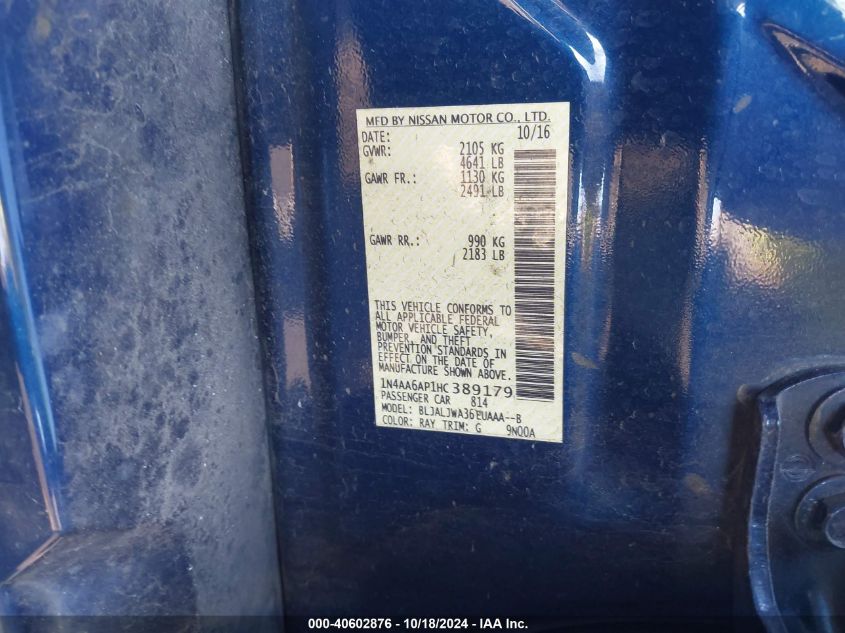 MFD BY NISSAN MOTOR CO., LTD.
DATE: 10/16
GVWR: 2105 KG
4641 LB
GAWR FR.: 1130 KG
2491 LB
GAWR RR.: 990 KG
2183 LB
THIS VEHICLE CONFORMS TO
ALL APPLICABLE FEDERAL
MOTOR VEHICLE SAFETY,
BUMPER, AND THEFT
PREVENTION STANDARDS IN
EFFECT ON THE DATE OF
MANUFACTURE SHOWN ABOVE.
1N4AA6AP1HC 389179
PASSENGER CAR 814
MODEL: BLJALJWA36EUAAA--B
COLOR: RAY TRIM: G 9N00A
000-40602876 - 10/18/2024 - IAA Inc.